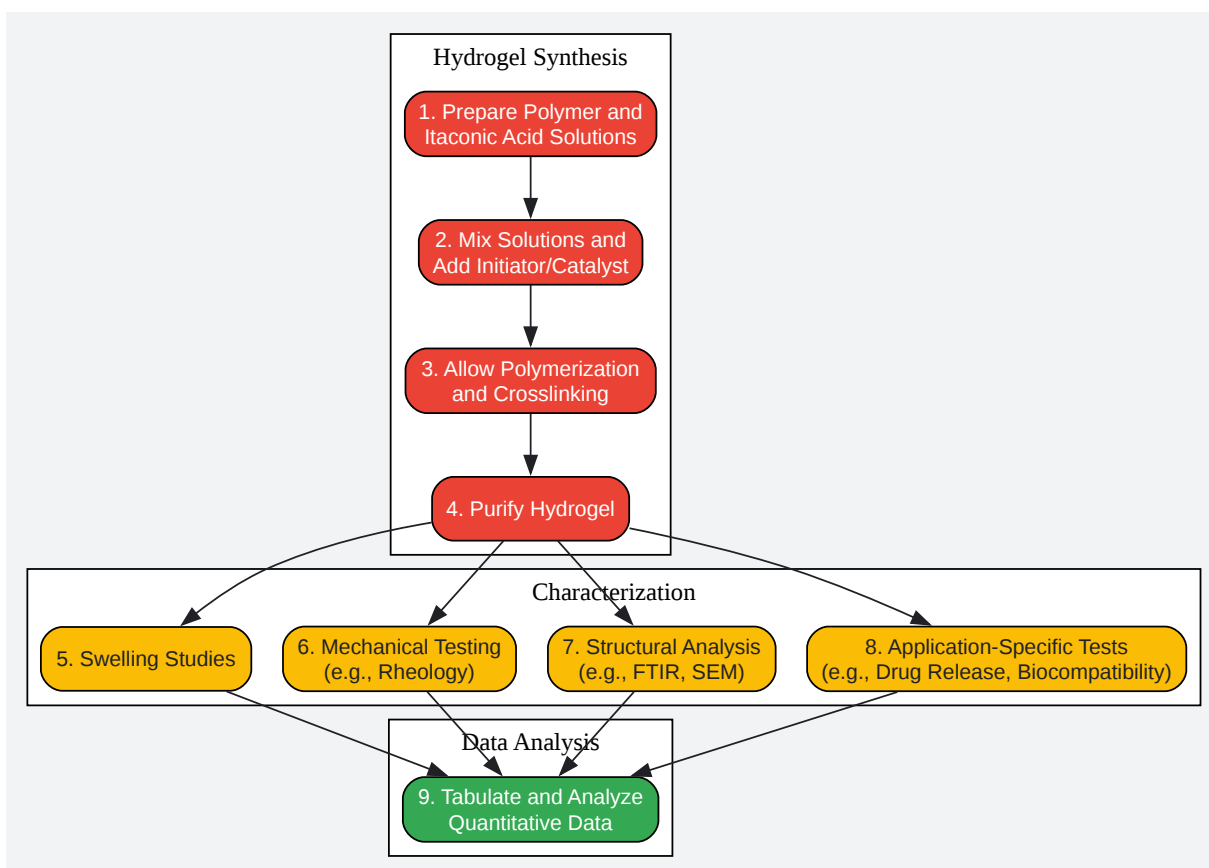 Hydrogel Synthesis
1. Prepare Polymer and
Itaconic Acid Solutions
2. Mix Solutions and
Add Initiator/Catalyst
3. Allow Polymerization
and Crosslinking
4. Purify Hydrogel
Characterization
5. Swelling Studies
6. Mechanical Testing
(e.g., Rheology)
7. Structural Analysis
(e.g., FTIR, SEM)
8. Application-Specific Tests
(e.g., Drug Release, Biocompatibility)
Data Analysis
9. Tabulate and Analyze
Quantitative Data